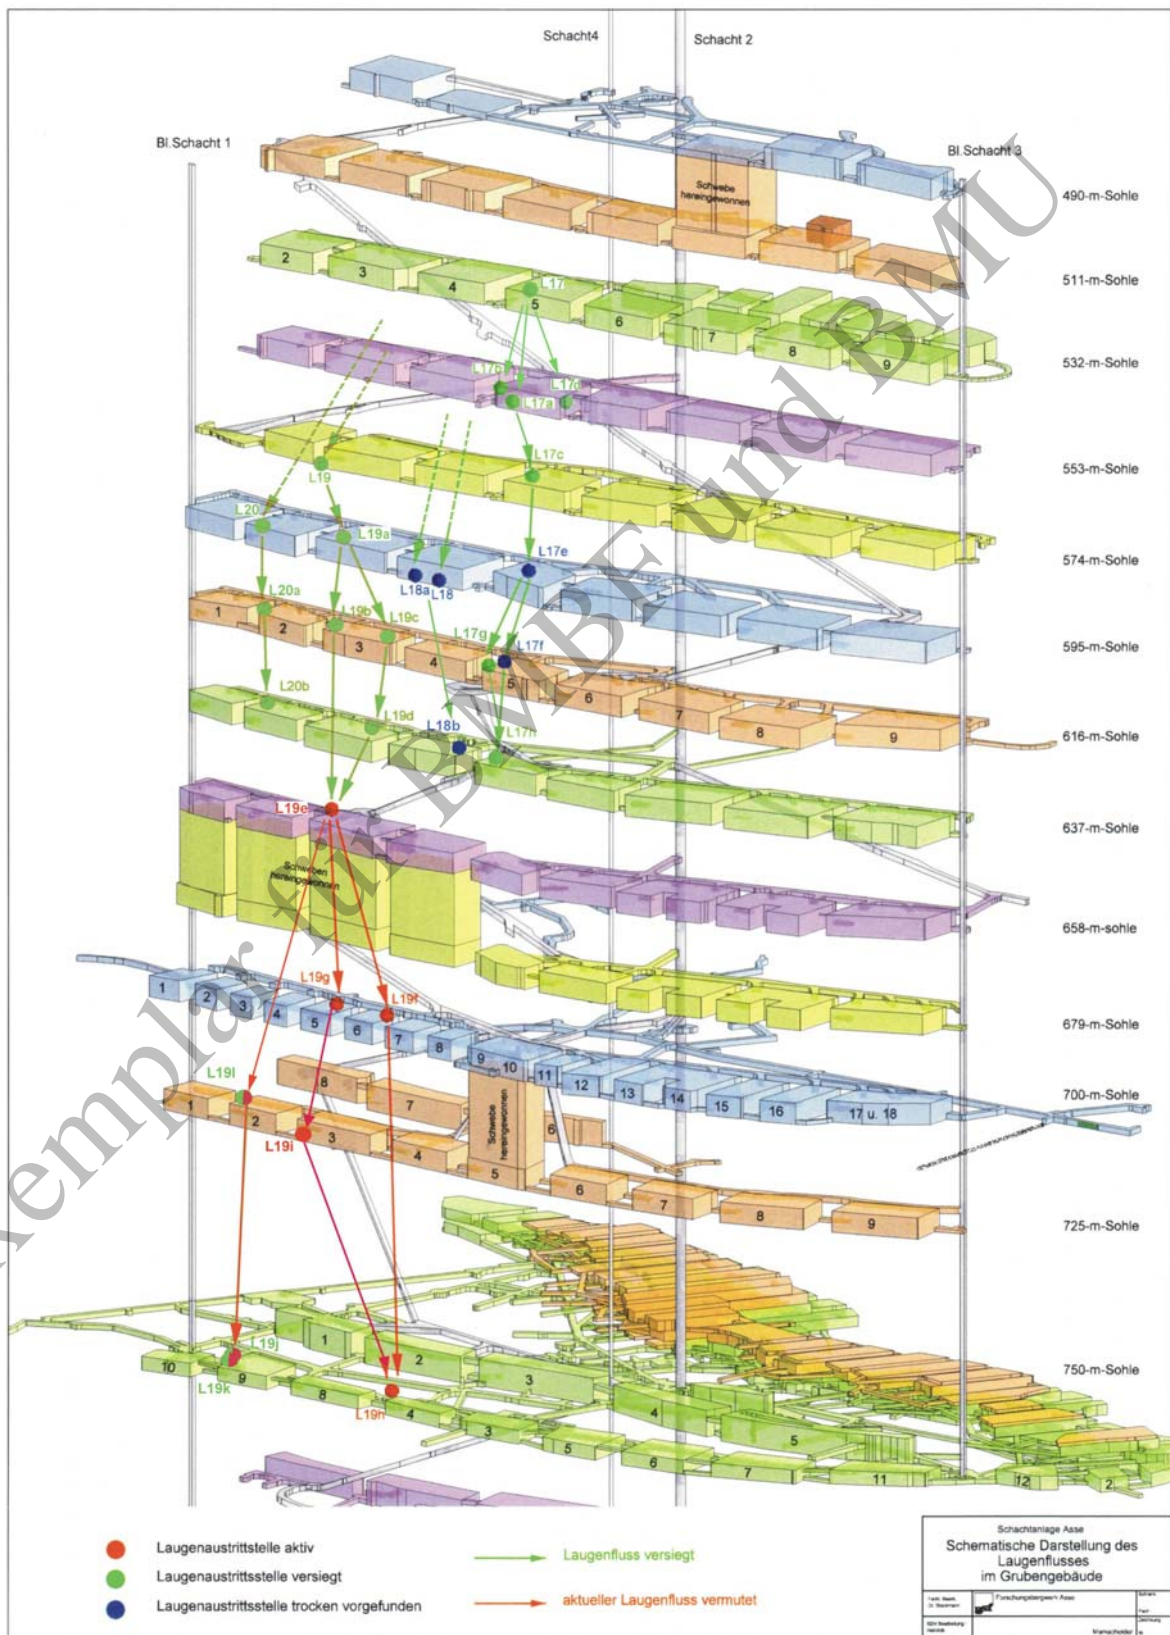 Schacht4
Schacht 2
Bl.Schacht 1
Bl.Schacht 3
Schwebe
hereingewonnen
490-m-Sohle
511-m-Sohle
2
3
4
L17
5
6
7
8
9
532-m-Sohle
L17b
L17d
L17a
553-m-Sohle
L19
L17c
574-m-Sohle
L20
L19a
L17e
L18a
L18
595-m-Sohle
L20a
L19b
L19c
1
2
3
4
L17g
L17f
5
6
7
8
9
616-m-Sohle
L20b
L19d
L18b
L17h
637-m-Sohle
L19e
Schweben
hereingewonnen
658-m-sohle
L19g
L19f
679-m-Sohle
1
2
3
4
5
6
7
8
9
10
11
12
13
14
15
16
17 u. 18
700-m-Sohle
L19l
8
7
6
Schwebe
hereingewonnen
1
2
L19i
3
4
5
6
7
8
9
725-m-Sohle
750-m-Sohle
1
2
3
4
5
L19j
10
L19k
9
8
L19h
4
3
5
6
7
11
12
2
Exemplar für BMBF und BMU
Laugenaustrittstelle aktiv
Laugenaustrittsstelle versiegt
Laugenaustrittsstelle trocken vorgefunden
Laugenfluss versiegt
aktueller Laugenfluss vermutet
Schachtanlage Asse
Schematische Darstellung des
Laugenflusses
im Grubengebäude
Forschungsbergwerk Asse